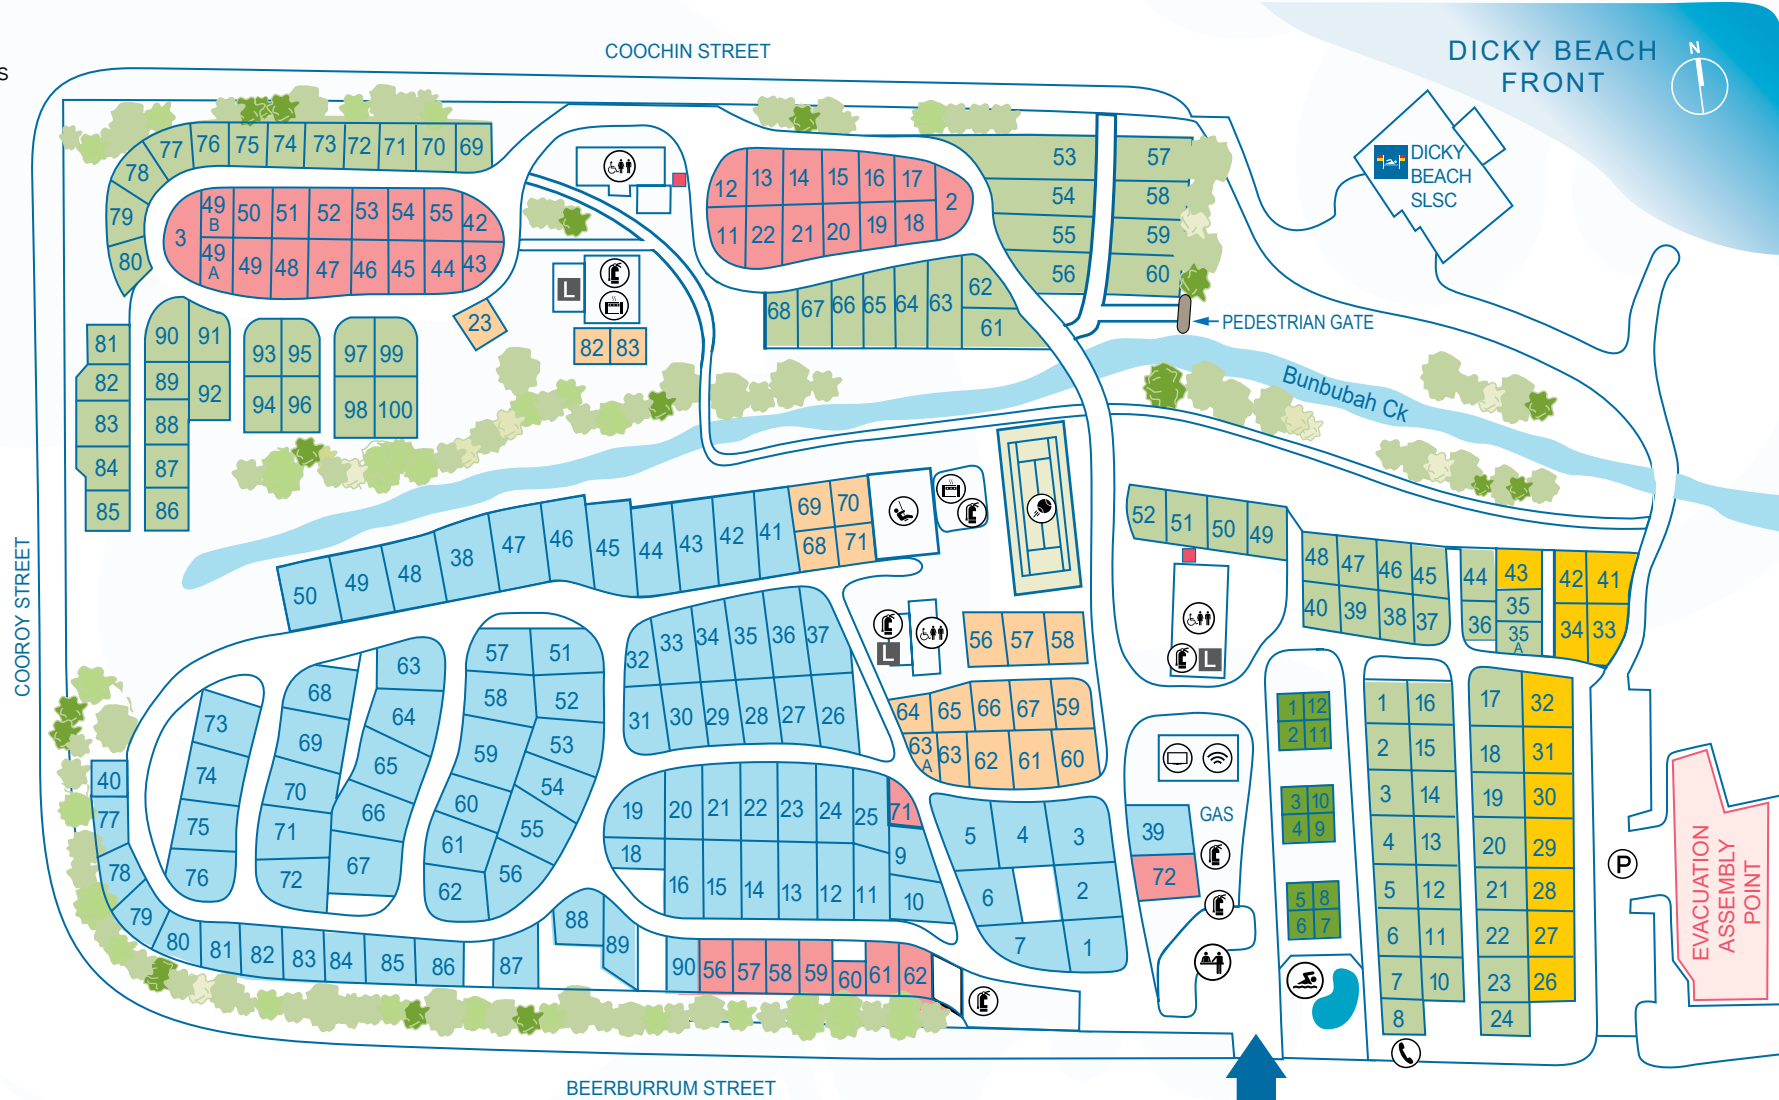 COOCHIN STREET
DICKY BEACH
FRONT
N
S
DICKY
BEACH
SLSC
76 75 74 73 72 71 70 69
77
78
79
80
3 49 B 50 51 52 53 54 55 42
49 A 49 48 47 46 45 44 43
12 13 14 15 16 17 2
11 22 21 20 19 18
53 57
54 58
55 59
56 60
68 67 66 65 64 63 62
61
L
23
82 83
PEDESTRIAN GATE
Bunbubah Ck
81
82
83
84
85
90 91
89 92
88
87
86
93 95
94 96
97 99
98 100
COOROY STREET
50 49 48 38 47 46 45 44 43 42 41
69 70
68 71
52 51 50 49
48 47 46 45
40 39 38 37
44 43
36 35
35 A
42 41
34 33
L
L
56 57 58
64 65 66 67 59
63 A 63 62 61 60
32 33 34 35 36 37
31 30 29 28 27 26
57 51
58 52
59 53
60 54
61 55
62 56
63
64
65
66
67
68
69
70
71
72
73
74
75
76
40
77
78
79
80 81 82 83 84 85 86 87
88
89
90 56 57 58 59 60 61 62
19 20 21 22 23 24 25 71
18
9
16 15 14 13 12 11 10
5 4 3
6 2
7 1
GAS
39
72
1 12
2 11
3 10
4 9
5 8
6 7
1 16
2 15
3 14
4 13
5 12
6 11
7 10
8
17 32
18 31
19 30
20 29
21 28
22 27
23 26
24
P
EVACUATION
ASSEMBLY
POINT
BEERBURRUM STREET